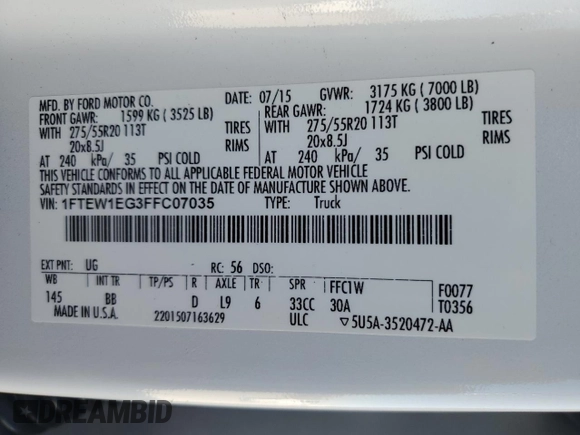 MFD. BY FORD MOTOR CO. DATE: 07/15 GVWR: 3175 KG ( 7000 LB)
FRONT GAWR: 1599 KG ( 3525 LB) REAR GAWR: 1724 KG ( 3800 LB)
WITH 275/55R20 113T TIRES WITH 275/55R20 113T TIRES
20x8.5J RIMS 20x8.5J RIMS
AT 240 kPa/ 35 PSI COLD AT 240 kPa/ 35 PSI COLD
THIS VEHICLE CONFORMS TO ALL APPLICABLE FEDERAL MOTOR VEHICLE
SAFETY STANDARDS IN EFFECT ON THE DATE OF MANUFACTURE SHOWN ABOVE.
VIN: 1FTEW1EG3FFC07035 TYPE: Truck
EXT PNT: UG RC: 56 DSO:
WB INT TR TP/PS R AXLE TR SPR FFC1W F0077
145 BB D L9 6 33CC 30A T0356
MADE IN U.S.A. 2201507163629 ULC ▽5U5A-3520472-AA
DREAMBID